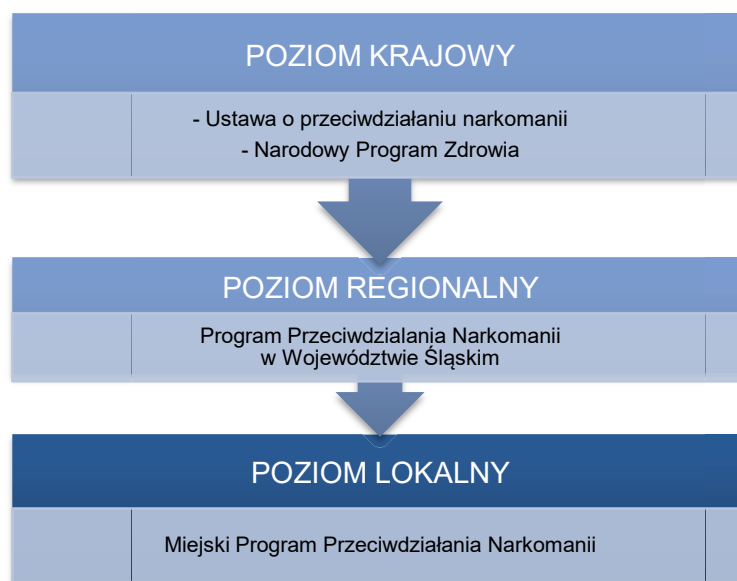 POZIOM KRAJOWY
- Ustawa o przeciwdziałaniu narkomanii
- Narodowy Program Zdrowia
POZIOM REGIONALNY
Program Przeciwdzialania Narkomanii
w Województwie Śląskim
POZIOM LOKALNY
Miejski Program Przeciwdziałania Narkomanii